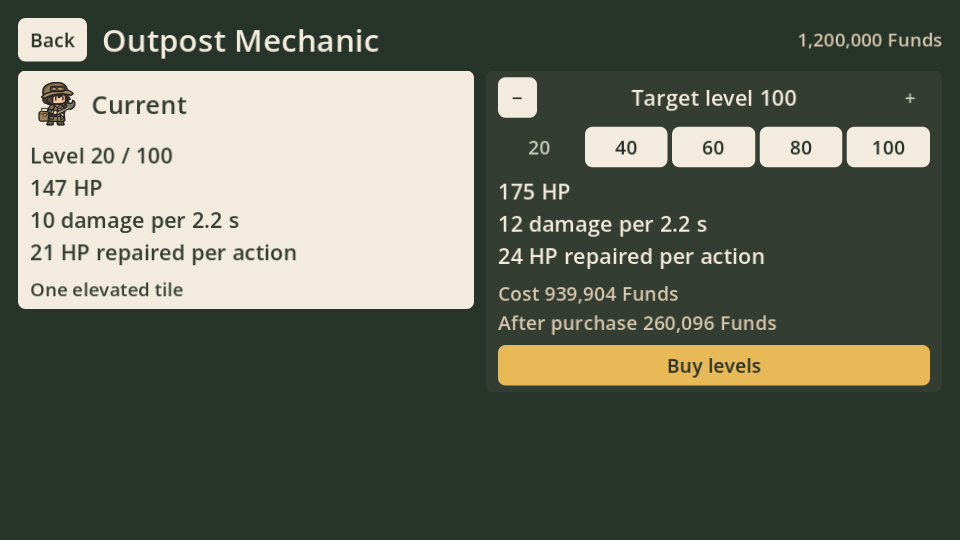 Back
Outpost Mechanic
1,200,000 Funds
Current
Level 20 / 100
147 HP
10 damage per 2.2 s
21 HP repaired per action
One elevated tile
− Target level 100 +
20 40 60 80 100
175 HP
12 damage per 2.2 s
24 HP repaired per action
Cost 939,904 Funds
After purchase 260,096 Funds
Buy levels